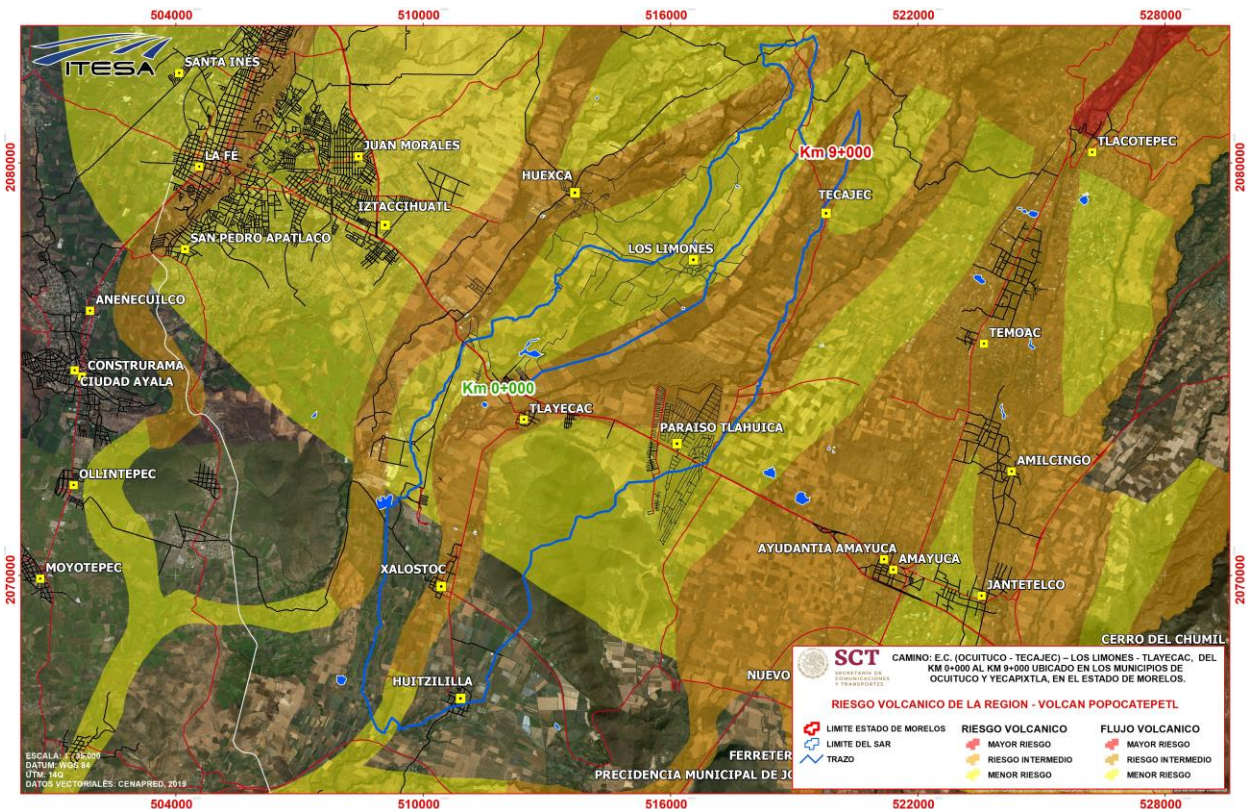 504000
510000
516000
522000
528000
ITESA
SANTA INES
LA FE
JUAN MORALES
IZTACCIHUATL
SAN PEDRO APATLACO
HUEXCA
Km 9+000
TECAJEC
TLACOTEPEC
2080000
2080000
LOS LIMONES
ANENECUILCO
TEMOAC
CONSTRURAMA
CIUDAD AYALA
Km 0+000
TLAYECAC
PARAISO TLAHUICA
OLLINTEPEC
AMILCINGO
MOYOTEPEC
XALOSTOC
AYUDANTIA AMAYUCA
AMAYUCA
JANTETELCO
2070000
2070000
CERRO DEL CHUMIL
HUITZILILLA
NUEVO
FERRETER
PRECIDENCIA MUNICIPAL DE JO
SCT
SECRETARÍA DE
COMUNICACIONES
Y TRANSPORTES
CAMINO: E.C. (OCUITUCO - TECAJEC) – LOS LIMONES - TLAYECAC, DEL
KM 0+000 AL KM 9+000 UBICADO EN LOS MUNICIPIOS DE
OCUITUCO Y YECAPIXTLA, EN EL ESTADO DE MORELOS.
RIESGO VOLCANICO DE LA REGION - VOLCAN POPOCATEPETL
LIMITE ESTADO DE MORELOS
LIMITE DEL SAR
TRAZO
RIESGO VOLCANICO
MAYOR RIESGO
RIESGO INTERMEDIO
MENOR RIESGO
FLUJO VOLCANICO
MAYOR RIESGO
RIESGO INTERMEDIO
MENOR RIESGO
ESCALA:
DATUM: WGS 84
UTM: 14Q
DATOS VECTORIALES: CENAPRED, 2019
504000
510000
516000
522000
528000